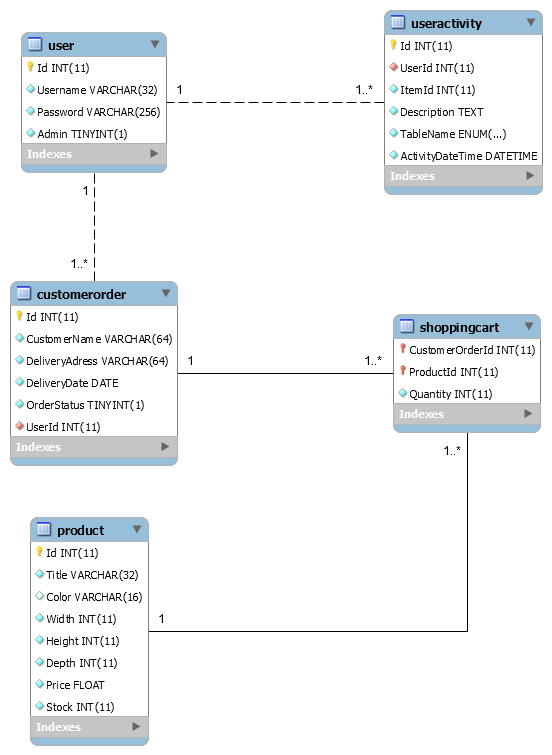 user
Id INT(11)
Username VARCHAR(32)
Password VARCHAR(256)
Admin TINYINT(1)
Indexes
1
1..*
useractivity
Id INT(11)
UserId INT(11)
ItemId INT(11)
Description TEXT
TableName ENUM(...)
ActivityDateTime DATETIME
Indexes
1
1..*
customerorder
Id INT(11)
CustomerName VARCHAR(64)
DeliveryAdress VARCHAR(64)
DeliveryDate DATE
OrderStatus TINYINT(1)
UserId INT(11)
Indexes
1
1..*
shoppingcart
CustomerOrderId INT(11)
ProductId INT(11)
Quantity INT(11)
Indexes
1..*
product
Id INT(11)
Title VARCHAR(32)
Color VARCHAR(16)
Width INT(11)
Height INT(11)
Depth INT(11)
Price FLOAT
Stock INT(11)
Indexes
1